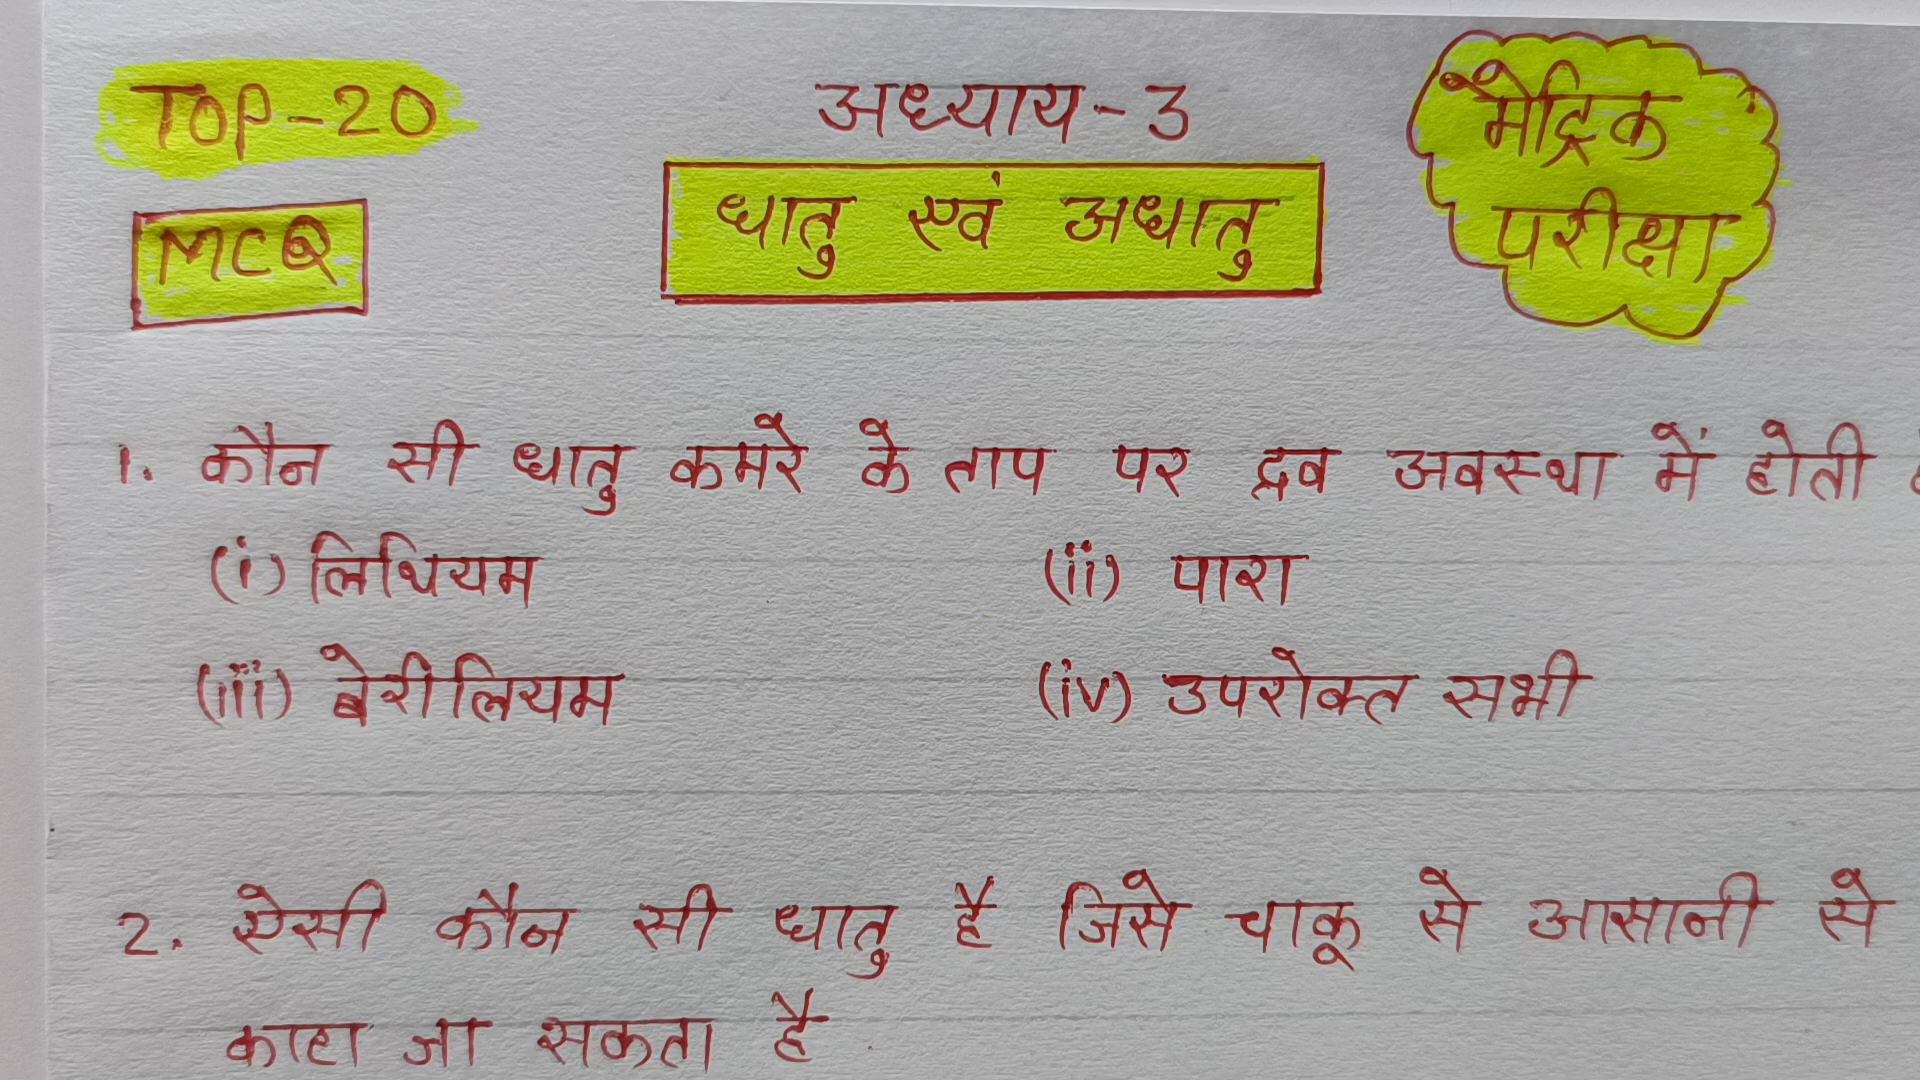 TOP-20
अध्याय-3
मैट्रिक
परीक्षा
MCQ
धातु एवं अधातु
1. कौन सी धातु कमरे के ताप पर द्रव अवस्था में होती
(i) लिथियम (ii) पारा
(iii) बेरीलियम (iv) उपरोक्त सभी
2. ऐसी कौन सी धातु है जिसे चाकू से आसानी से
काटा जा सकता है